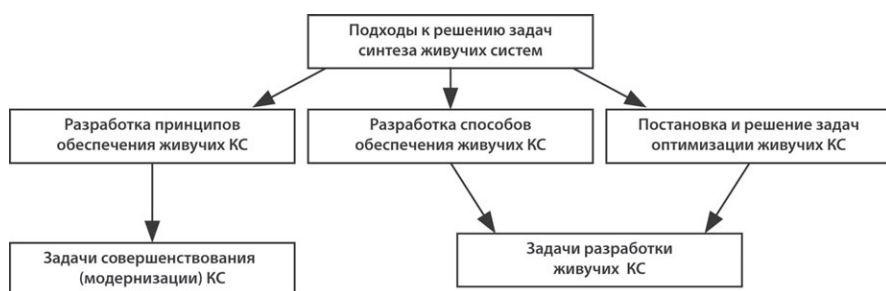 Подходы к решению задач
синтеза живучих систем
Разработка принципов
обеспечения живучих КС
Разработка способов
обеспечения живучих КС
Постановка и решение задач
оптимизации живучих КС
Задачи совершенствования
(модернизации) КС
Задачи разработки
живучих КС